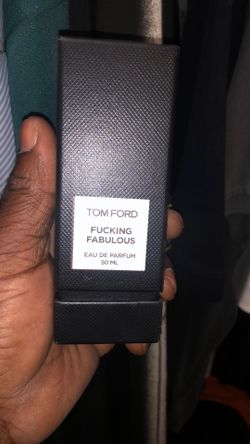 TOM FORD
FUCKING
FABULOUS
EAU DE PARFUM
50 ML